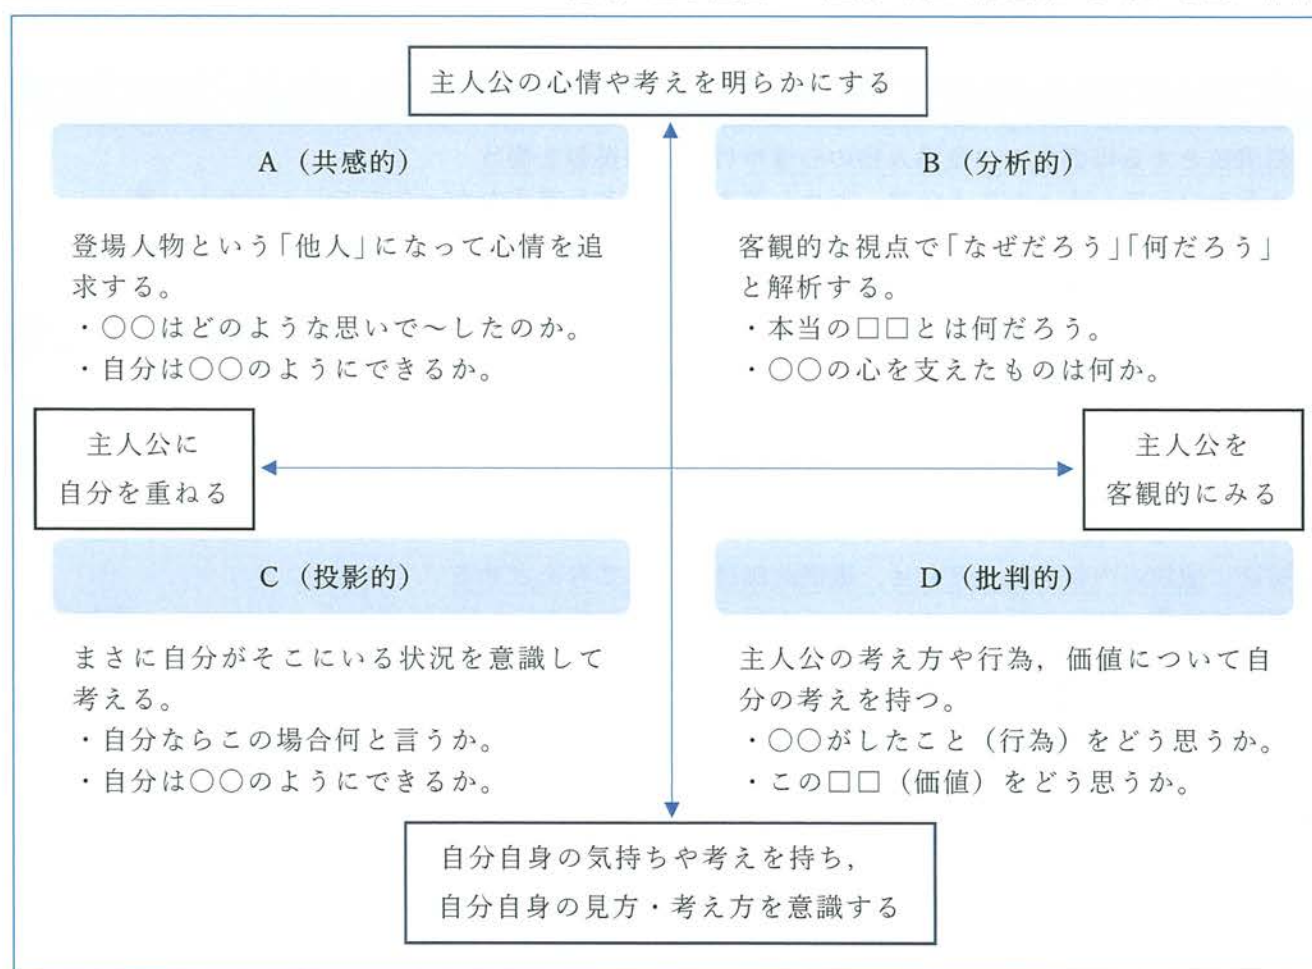 主人公の心情や考えを明らかにする
A（共感的）
登場人物という「他人」になって心情を追
求する。
・○○はどのような思いで～したのか。
・自分は○○のようにできるか。
B（分析的）
客観的な視点で「なぜだろう」「何だろう」
と解析する。
・本当の□□とは何だろう。
・○○の心を支えたものは何か。
主人公に
自分を重ねる
主人公を
客観的にみる
C（投影的）
まさに自分がそこにいる状況を意識して
考える。
・自分ならこの場合何と言うか。
・自分は○○のようにできるか。
D（批判的）
主人公の考え方や行為，価値について自
分の考えを持つ。
・○○がしたこと（行為）をどう思うか。
・この□□（価値）をどう思うか。
自分自身の気持ちや考えを持ち，
自分自身の見方・考え方を意識する